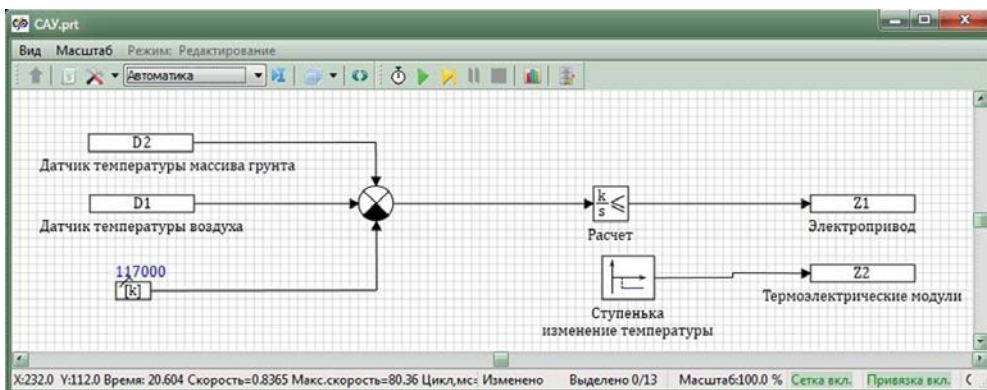 САУ.prt
Вид Масштаб Режим: Редактирование
Автоматика
D2
Датчик температуры массива грунта
D1
Датчик температуры воздуха
117000
[k]
k
s
≤
Расчет
Z1
Электропривод
Z2
Термоэлектрические модули
Ступенька
изменение температуры
X:232.0 Y:112.0 Время: 20.604 Скорость=0.8365 Макс.скорость=80.36 Цикл,мс= Изменено Выделено 0/13 Масштаб:100.0 % Сетка вкл. Привязка вкл. С